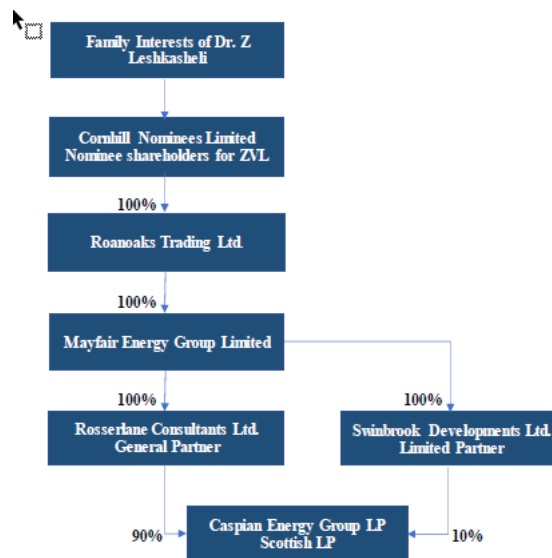 Family Interests of Dr. Z
Leshkasheli
Cornhill Nominees Limited
Nominee shareholders for ZVL
100%
Roanoaks Trading Ltd.
100%
Mayfair Energy Group Limited
100%
100%
Rosserlane Consultants Ltd.
General Partner
Swinbrook Developments Ltd.
Limited Partner
90%
Caspian Energy Group LP
Scottish LP
10%